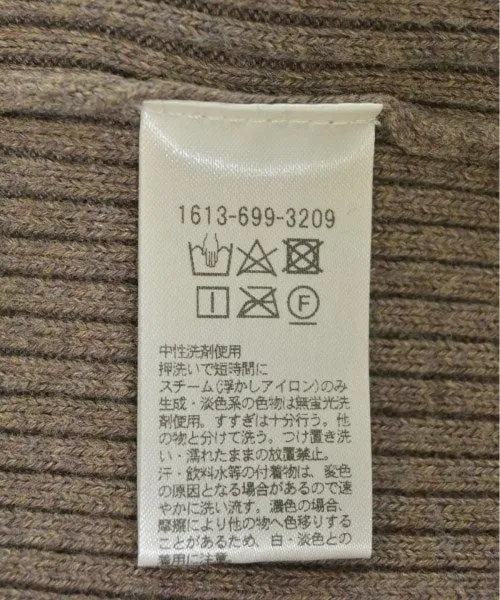 1613-699-3209
中性洗剤使用
押洗いで短時間に
スチーム(浮かしアイロン)のみ
生成・淡色系の色物は無蛍光洗
剤使用。すすぎは十分行う。他
の物と分けて洗う。つけ置き洗
い・濡れたままの放置禁止。
汗・飲料水等の付着物は、変色
の原因となる場合があるので速
やかに洗い流す。濃色の場合、
摩擦により他の物へ色移りする
ことがあるため、白・淡色との
着用に注意